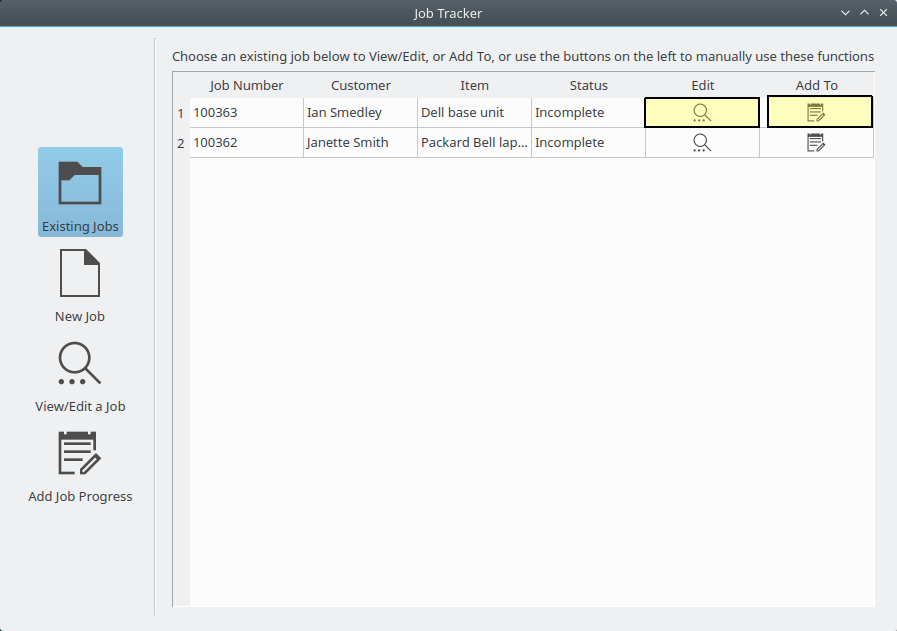 Job Tracker
Choose an existing job below to View/Edit, or Add To, or use the buttons on the left to manually use these functions
Job Number Customer Item Status Edit Add To
1 100363 Ian Smedley Dell base unit Incomplete
2 100362 Janette Smith Packard Bell lap... Incomplete
Existing Jobs
New Job
View/Edit a Job
Add Job Progress